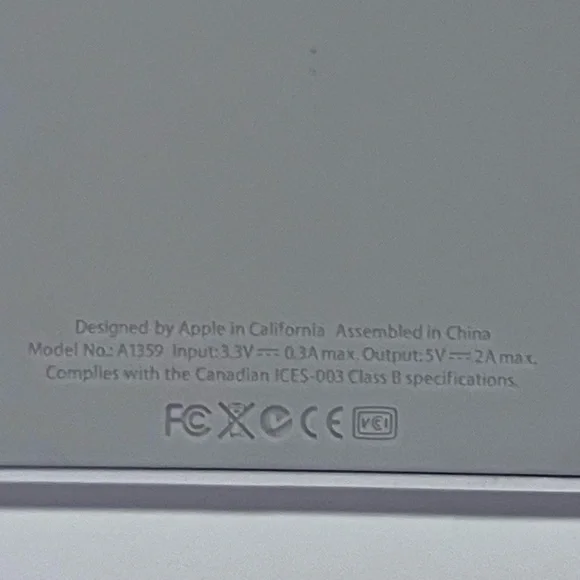 Designed by Apple in California Assembled in China
Model No.: A1359 Input: 3.3V⎓ 0.3A max. Output: 5V⎓ 2A max.
Complies with the Canadian ICES-003 Class B specifications.
FC CE VCI